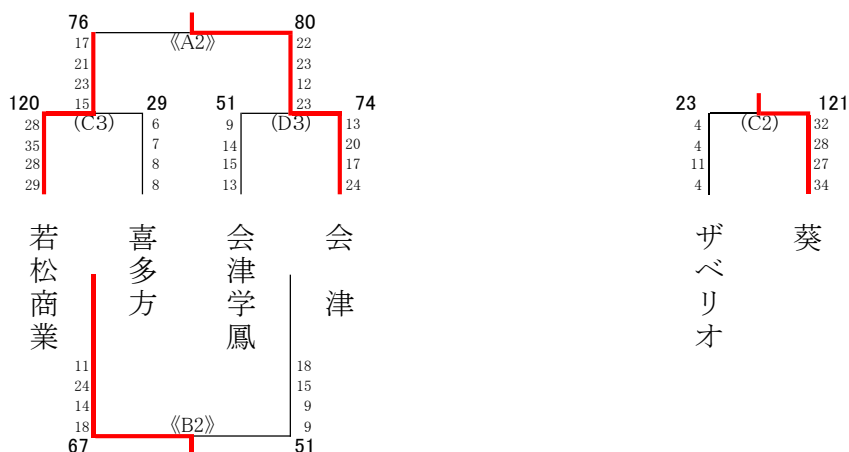 76 80
17 《A2》 22
21 23
23 12
15 23
120 29 51 74
(C3) (D3)
28 6 9 13
35 7 14 20
28 8 15 17
29 8 13 24
23 121
(C2)
4 32
4 28
11 27
4 34
若松商業
喜多方
会津学鳳
会津
ザベリオ
葵
11 18
24 15
14 9
18 《B2》 9
67 51